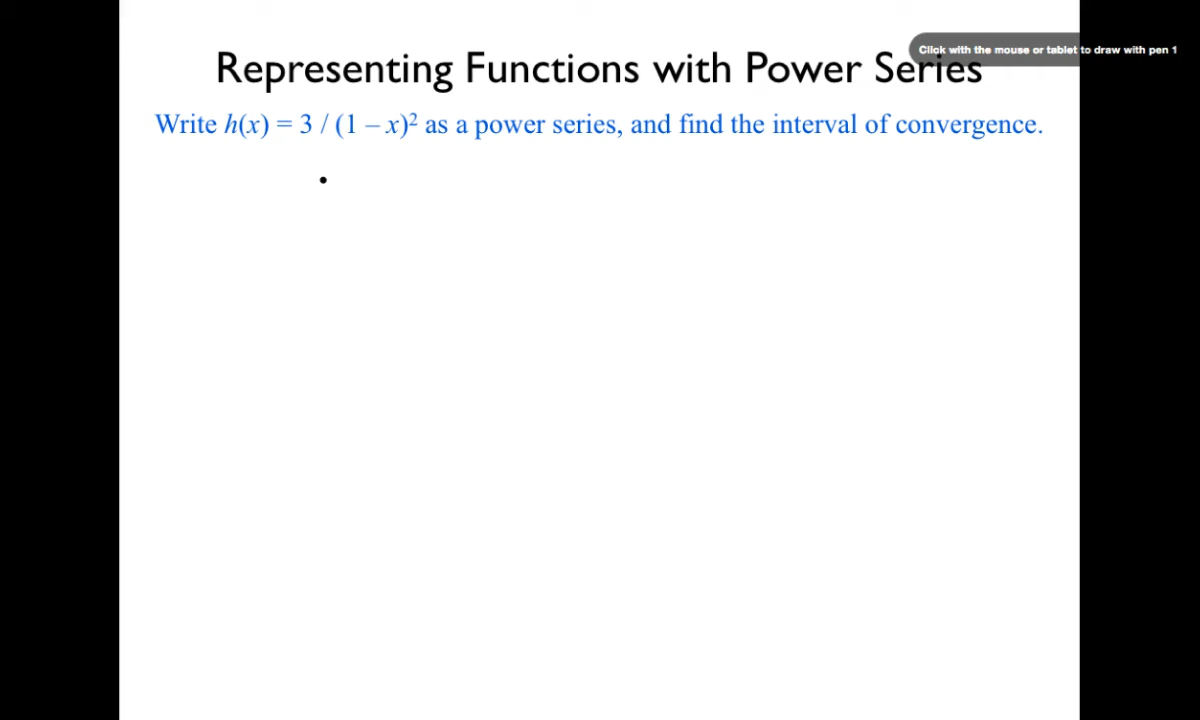 Click with the mouse or tablet to draw with pen 1
Representing Functions with Power Series
Write h(x) = 3 / (1 – x)² as a power series, and find the interval of convergence.